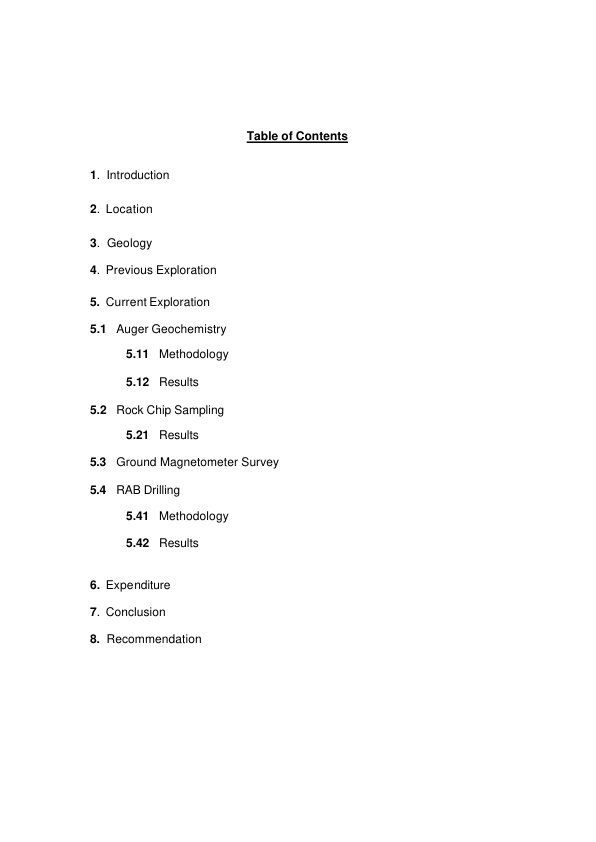 Table of Contents
1. Introduction
2. Location
3. Geology
4. Previous Exploration
5. Current Exploration
5.1 Auger Geochemistry
5.11 Methodology
5.12 Results
5.2 Rock Chip Sampling
5.21 Results
5.3 Ground Magnetometer Survey
5.4 RAB Drilling
5.41 Methodology
5.42 Results
6. Expenditure
7. Conclusion
8. Recommendation